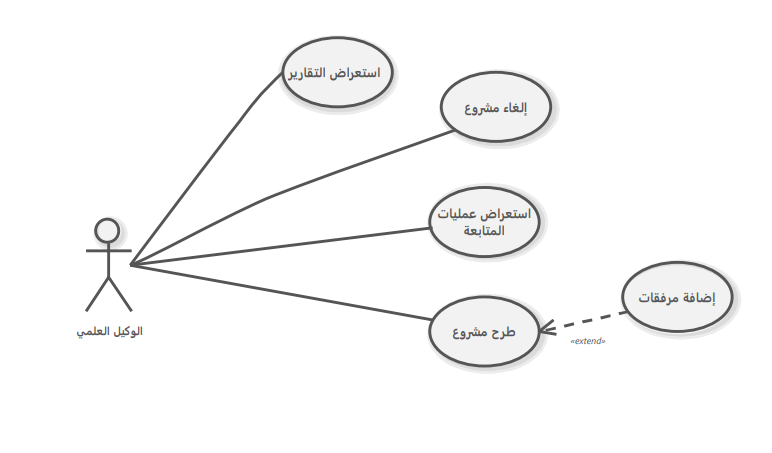 استعراض التقارير
إلغاء مشروع
استعراض عمليات
المتابعة
إضافة مرفقات
طرح مشروع
«extend»
الوكيل العلمي